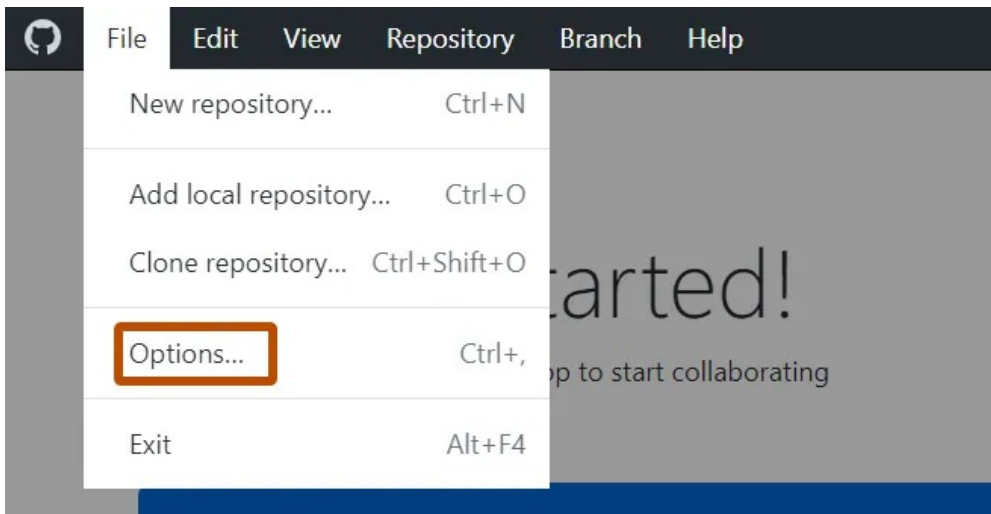 File Edit View Repository Branch Help
New repository... Ctrl+N
Add local repository... Ctrl+O
Clone repository... Ctrl+Shift+O
arted!
Options... Ctrl+,
to start collaborating
Exit Alt+F4